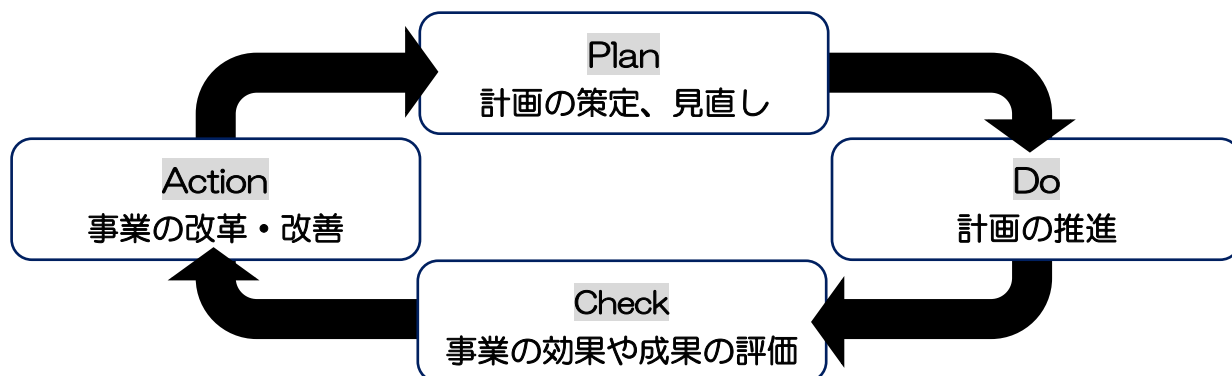 Plan
計画の策定、見直し
Action
事業の改革・改善
Do
計画の推進
Check
事業の効果や成果の評価